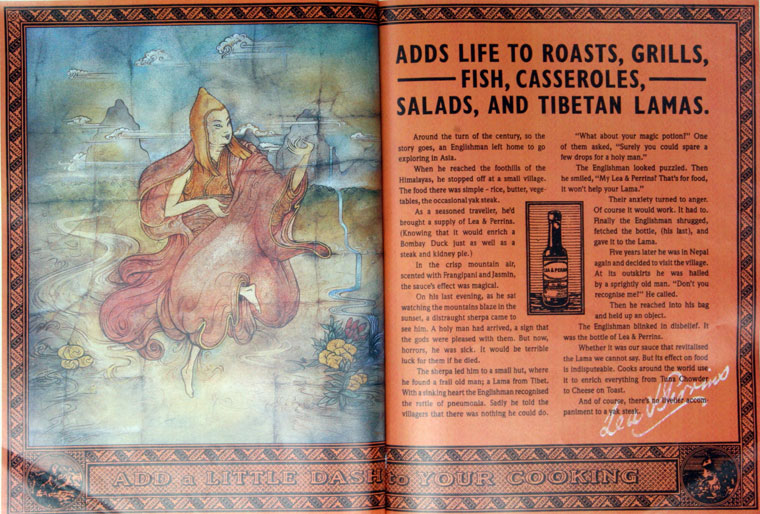 ADDS LIFE TO ROASTS, GRILLS,
FISH, CASSEROLES,
SALADS, AND TIBETAN LAMAS.
Around the turn of the century, so the
story goes, an Englishman left home to go
exploring in Asia.
When he reached the foothills of the
Himalayas, he stopped off at a small village.
The food there was simple - rice, butter, vege-
tables, the occasional yak steak.
As a seasoned traveller, he'd
brought a supply of Lea & Perrins.
(Knowing that it would enrich a
Bombay Duck just as well as a
steak and kidney pie.)
In the crisp mountain air,
scented with Frangipani and Jasmin,
the sauce's effect was magical.
On his last evening, as he sat
watching the mountains blaze in the
sunset, a distraught sherpa came to
see him. A holy man had arrived, a sign that
the gods were pleased with them. But now,
horrors, he was sick. It would be terrible
luck for them if he died.
The sherpa led him to a small hut, where
he found a frail old man; a Lama from Tibet.
With a sinking heart the Englishman recognised
the rattle of pneumonia. Sadly he told the
villagers that there was nothing he could do.
"What about your magic potion?" One
of them asked, "Surely you could spare a
few drops for a holy man."
The Englishman looked puzzled. Then
he smiled, "My Lea & Perrins? That's for food,
it won't help your Lama."
Their anxiety turned to anger.
Of course it would work. It had to.
Finally the Englishman shrugged,
fetched the bottle, (his last), and
gave it to the Lama.
Five years later he was in Nepal
again and decided to visit the village.
At its outskirts he was hailed
by a sprightly old man. "Don't you
recognise me?" He called.
Then he reached into his bag
and held up an object.
The Englishman blinked in disbelief. It
was the bottle of Lea & Perrins.
Whether it was our sauce that revitalised
the Lama we cannot say. But its effect on food
is indisputeable. Cooks around the world use
it to enrich everything from Tuna Chowder
to Cheese on Toast.
And of course, there's no livelier accom-
paniment to a yak steak.
LEA & PERRINS
Lea & Perrins
ADD a LITTLE DASH to YOUR COOKING